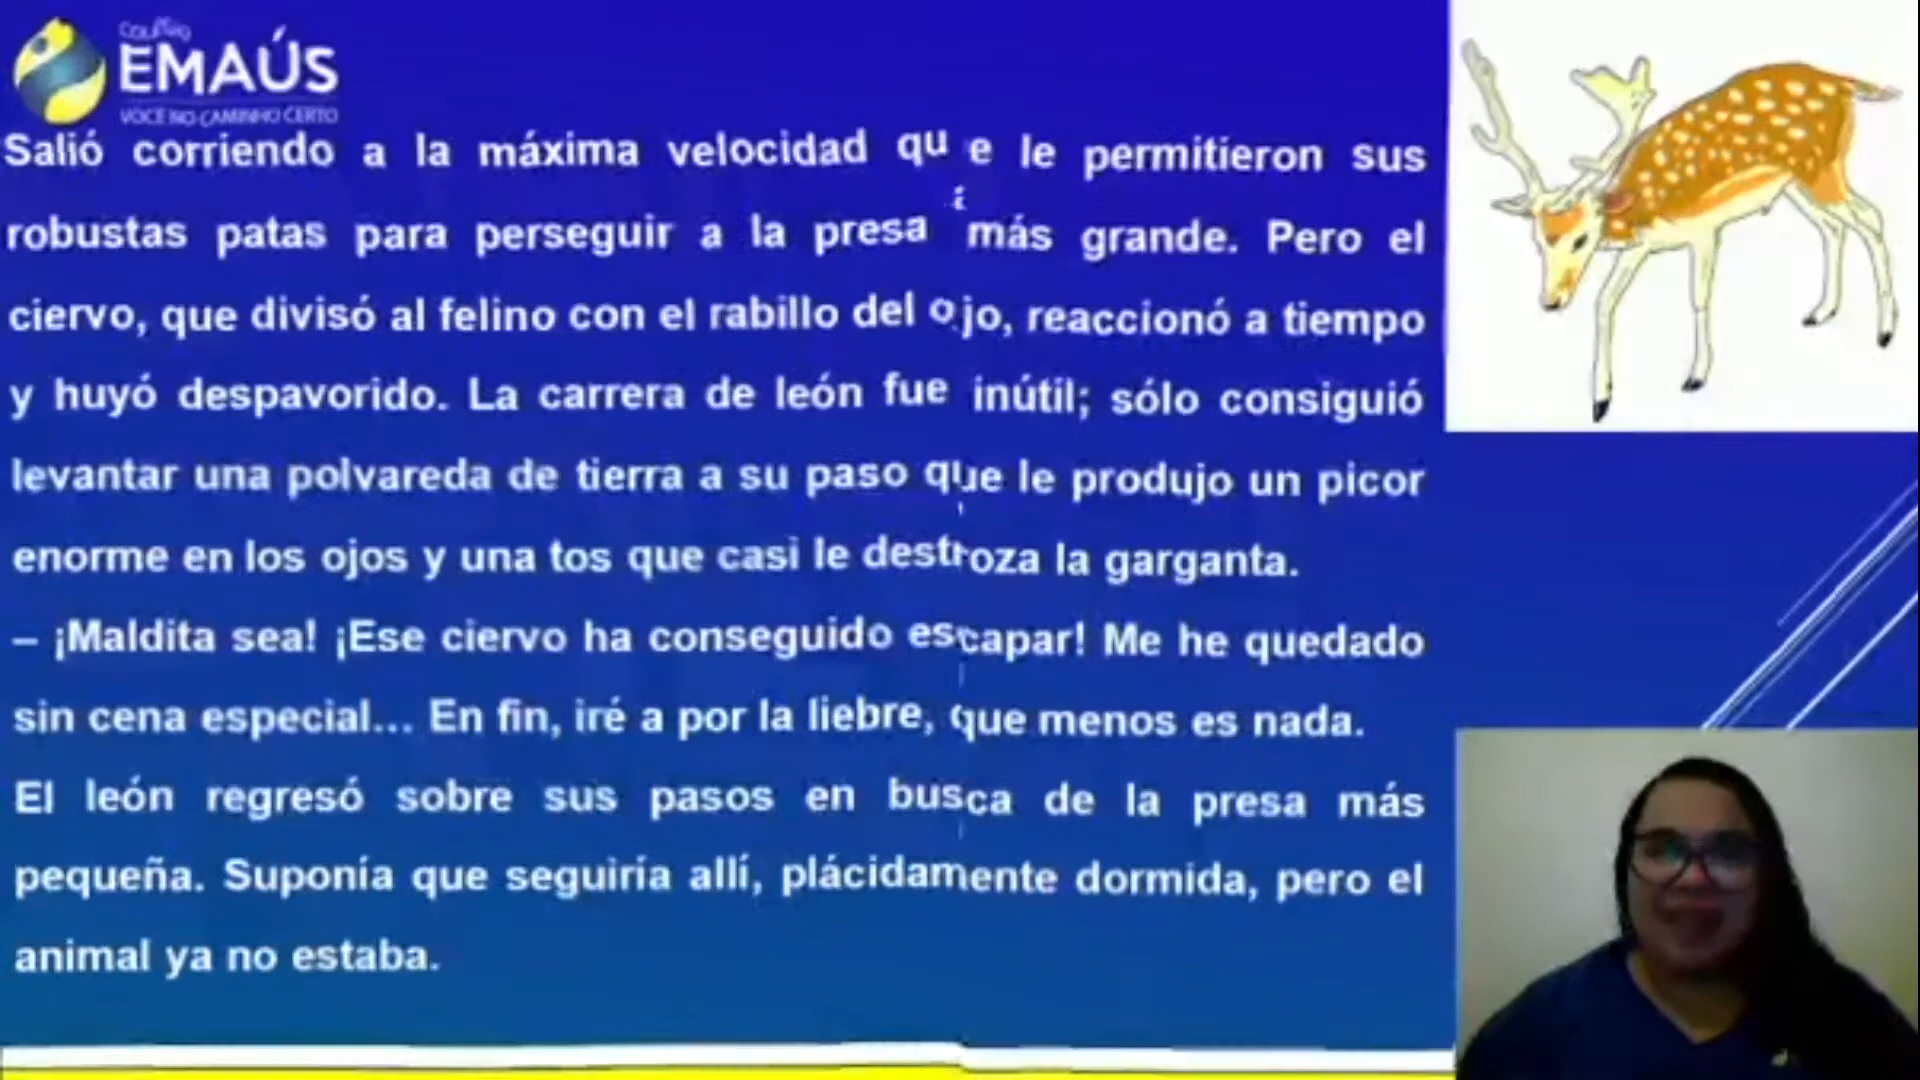 COLÉGIO
EMAÚS
VOCÊ NO CAMINHO CERTO
Salió corriendo a la máxima velocidad que le permitieron sus
robustas patas para perseguir a la presa más grande. Pero el
ciervo, que divisó al felino con el rabillo del ojo, reaccionó a tiempo
y huyó despavorido. La carrera de león fue inútil; sólo consiguió
levantar una polvareda de tierra a su paso que le produjo un picor
enorme en los ojos y una tos que casi le destroza la garganta.
– ¡Maldita sea! ¡Ese ciervo ha conseguido escapar! Me he quedado
sin cena especial... En fin, iré a por la liebre, que menos es nada.
El león regresó sobre sus pasos en busca de la presa más
pequeña. Suponía que seguiría allí, plácidamente dormida, pero el
animal ya no estaba.